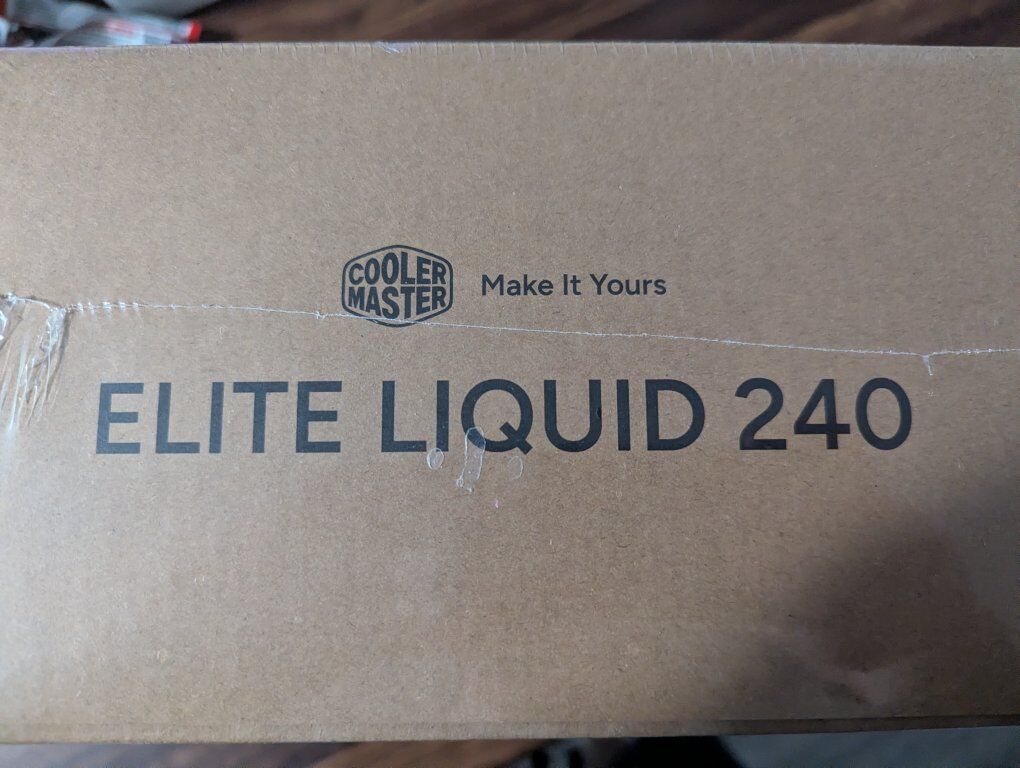 COOLER
MASTER
Make It Yours
ELITE LIQUID 240